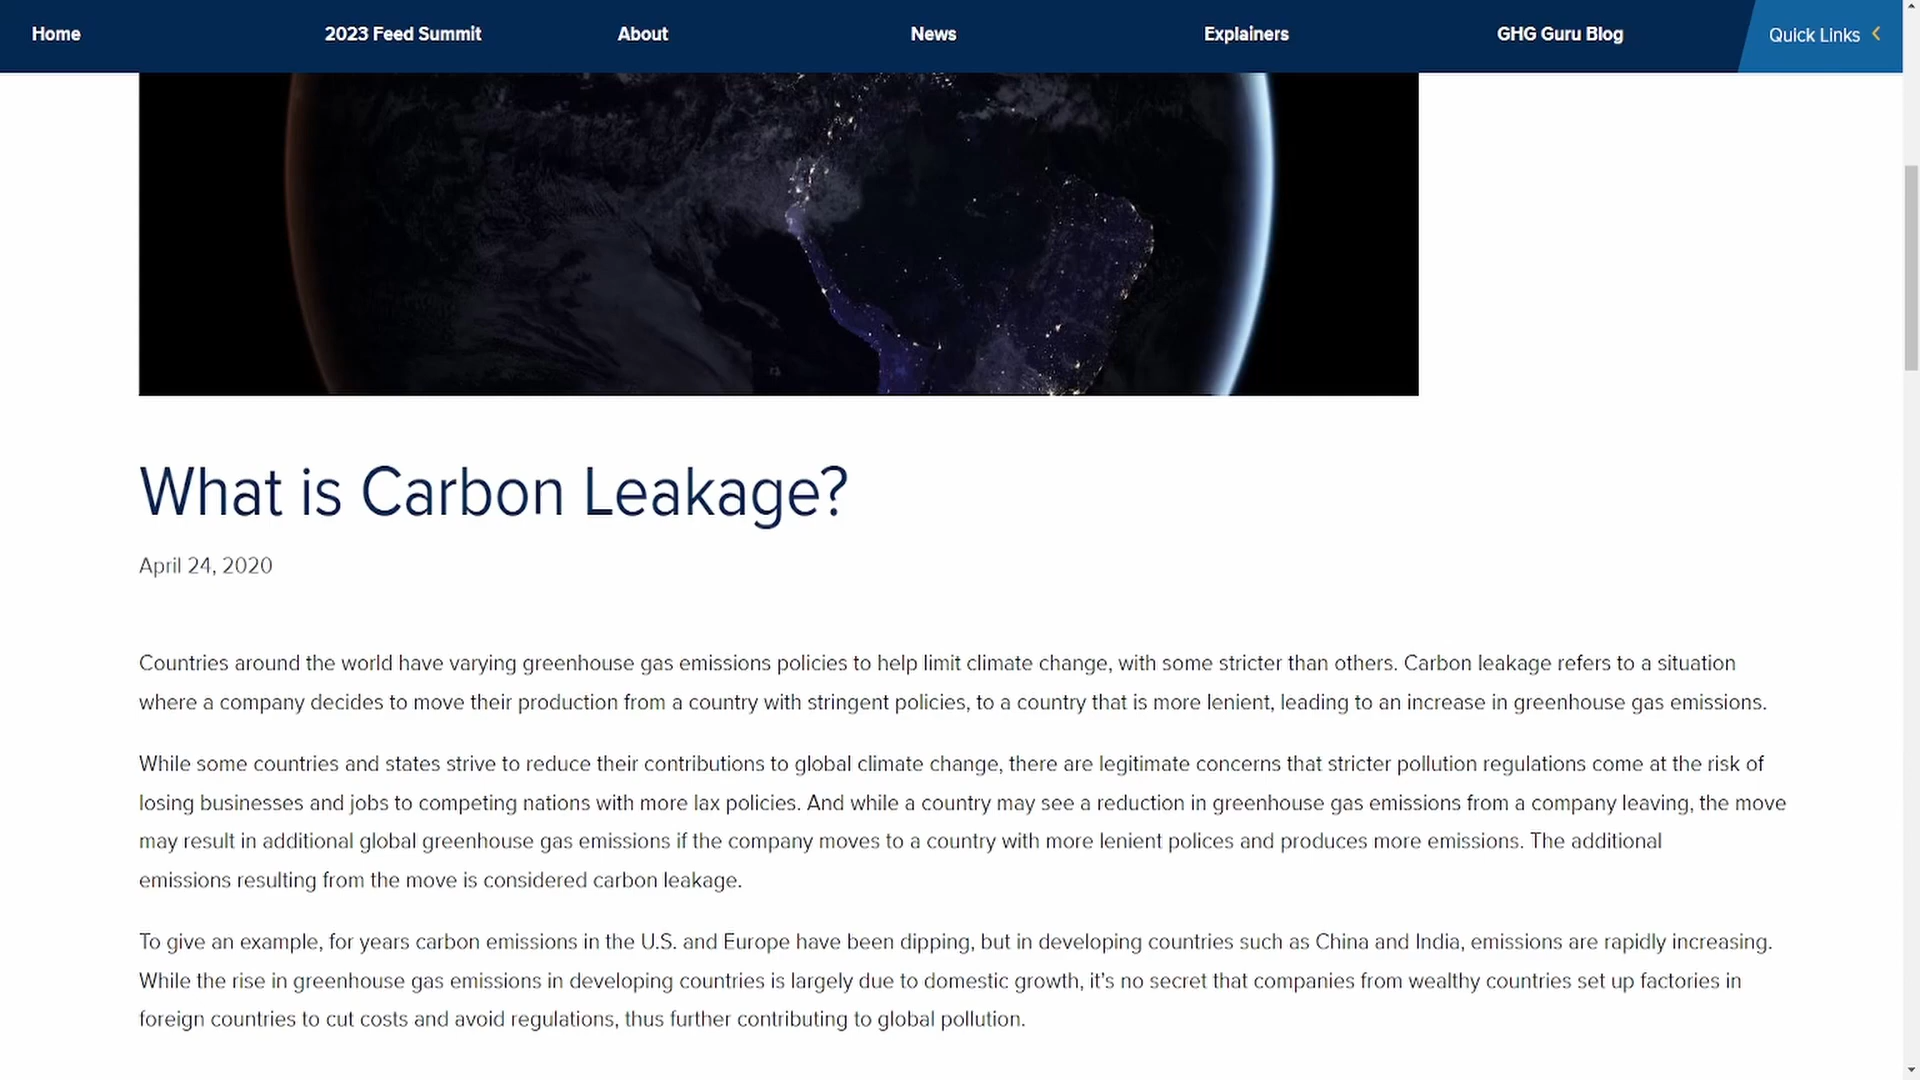 Home 2023 Feed Summit About News Explainers GHG Guru Blog Quick Links
What is Carbon Leakage?
April 24, 2020
Countries around the world have varying greenhouse gas emissions policies to help limit climate change, with some stricter than others. Carbon leakage refers to a situation
where a company decides to move their production from a country with stringent policies, to a country that is more lenient, leading to an increase in greenhouse gas emissions.
While some countries and states strive to reduce their contributions to global climate change, there are legitimate concerns that stricter pollution regulations come at the risk of
losing businesses and jobs to competing nations with more lax policies. And while a country may see a reduction in greenhouse gas emissions from a company leaving, the move
may result in additional global greenhouse gas emissions if the company moves to a country with more lenient polices and produces more emissions. The additional
emissions resulting from the move is considered carbon leakage.
To give an example, for years carbon emissions in the U.S. and Europe have been dipping, but in developing countries such as China and India, emissions are rapidly increasing.
While the rise in greenhouse gas emissions in developing countries is largely due to domestic growth, it's no secret that companies from wealthy countries set up factories in
foreign countries to cut costs and avoid regulations, thus further contributing to global pollution.